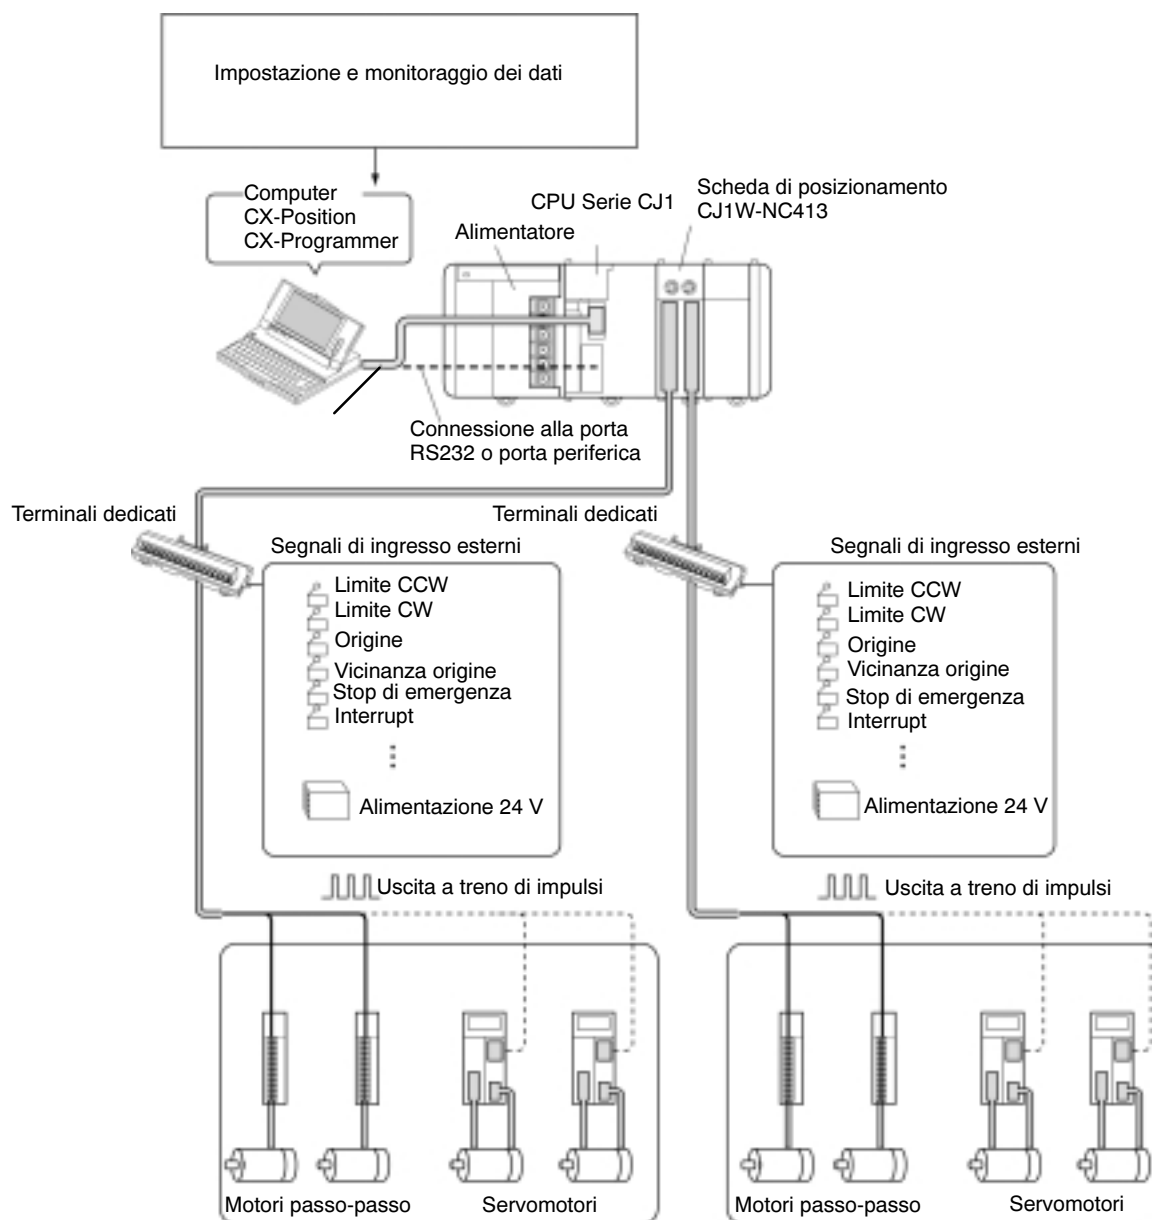 Impostazione e monitoraggio dei dati
Computer
CX-Position
CX-Programmer
Alimentatore
CPU Serie CJ1
Scheda di posizionamento
CJ1W-NC413
Connessione alla porta
RS232 o porta periferica
Terminali dedicati
Terminali dedicati
Segnali di ingresso esterni
Limite CCW
Limite CW
Origine
Vicinanza origine
Stop di emergenza
Interrupt
Alimentazione 24 V
Segnali di ingresso esterni
Limite CCW
Limite CW
Origine
Vicinanza origine
Stop di emergenza
Interrupt
Alimentazione 24 V
Uscita a treno di impulsi
Uscita a treno di impulsi
Motori passo-passo
Servomotori
Motori passo-passo
Servomotori